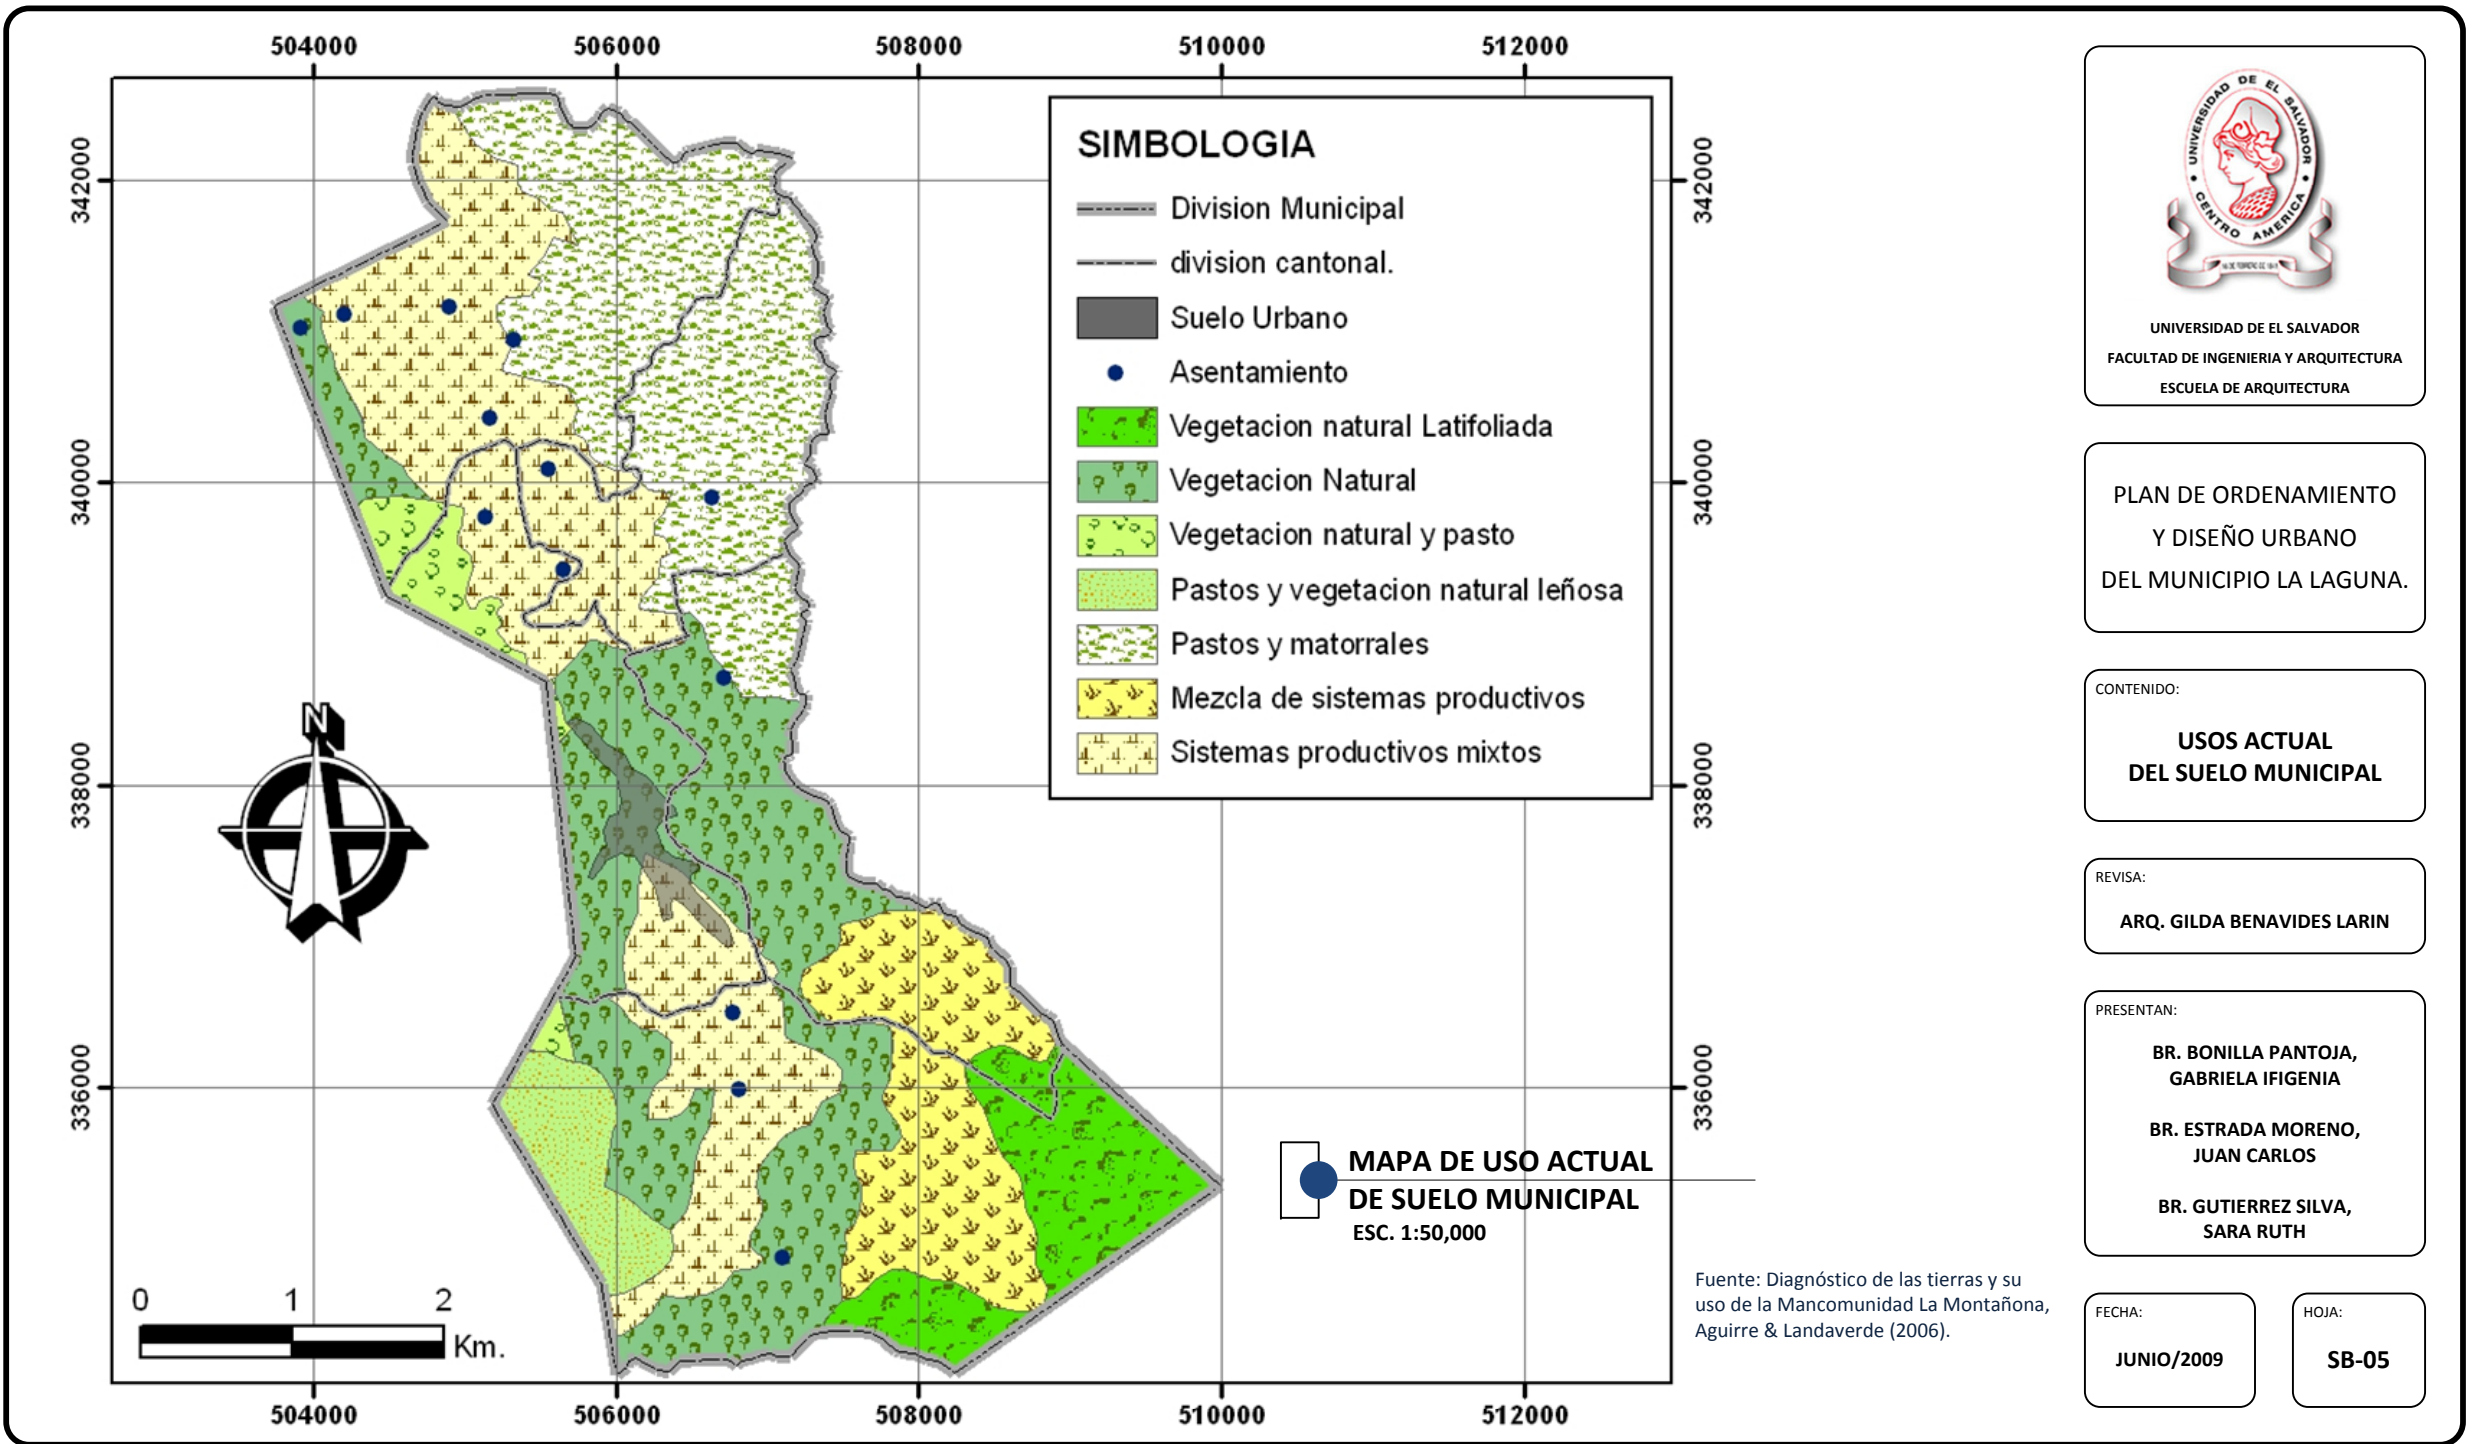 504000 506000 508000 510000 512000
342000
340000
338000
336000
342000
340000
338000
336000
504000 506000 508000 510000 512000
SIMBOLOGIA
Division Municipal
division cantonal.
Suelo Urbano
Asentamiento
Vegetacion natural Latifoliada
Vegetacion Natural
Vegetacion natural y pasto
Pastos y vegetacion natural leñosa
Pastos y matorrales
Mezcla de sistemas productivos
Sistemas productivos mixtos
N
0 1 2
Km.
MAPA DE USO ACTUAL
DE SUELO MUNICIPAL
ESC. 1:50,000
Fuente: Diagnóstico de las tierras y su
uso de la Mancomunidad La Montañona,
Aguirre & Landaverde (2006).
UNIVERSIDAD DE EL SALVADOR
CENTRO AMERICA
UNIVERSIDAD DE EL SALVADOR
FACULTAD DE INGENIERIA Y ARQUITECTURA
ESCUELA DE ARQUITECTURA
PLAN DE ORDENAMIENTO
Y DISEÑO URBANO
DEL MUNICIPIO LA LAGUNA.
CONTENIDO:
USOS ACTUAL
DEL SUELO MUNICIPAL
REVISA:
ARQ. GILDA BENAVIDES LARIN
PRESENTAN:
BR. BONILLA PANTOJA,
GABRIELA IFIGENIA
BR. ESTRADA MORENO,
JUAN CARLOS
BR. GUTIERREZ SILVA,
SARA RUTH
FECHA:
JUNIO/2009
HOJA:
SB-05